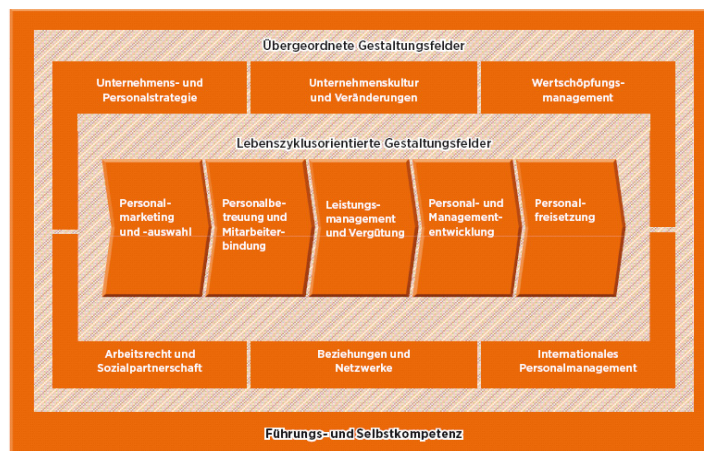 Übergeordnete Gestaltungsfelder
Unternehmens- und
Personalstrategie
Unternehmenskultur
und Veränderungen
Wertschöpfungs-
management
Lebenszyklusorientierte Gestaltungsfelder
Personal-
marketing
und -auswahl
Personalbe-
treuung und
Mitarbeiter-
bindung
Leistungs-
management
und Vergütung
Personal- und
Management-
entwicklung
Personal-
freisetzung
Arbeitsrecht und
Sozialpartnerschaft
Beziehungen und
Netzwerke
Internationales
Personalmanagement
Führungs- und Selbstkompetenz